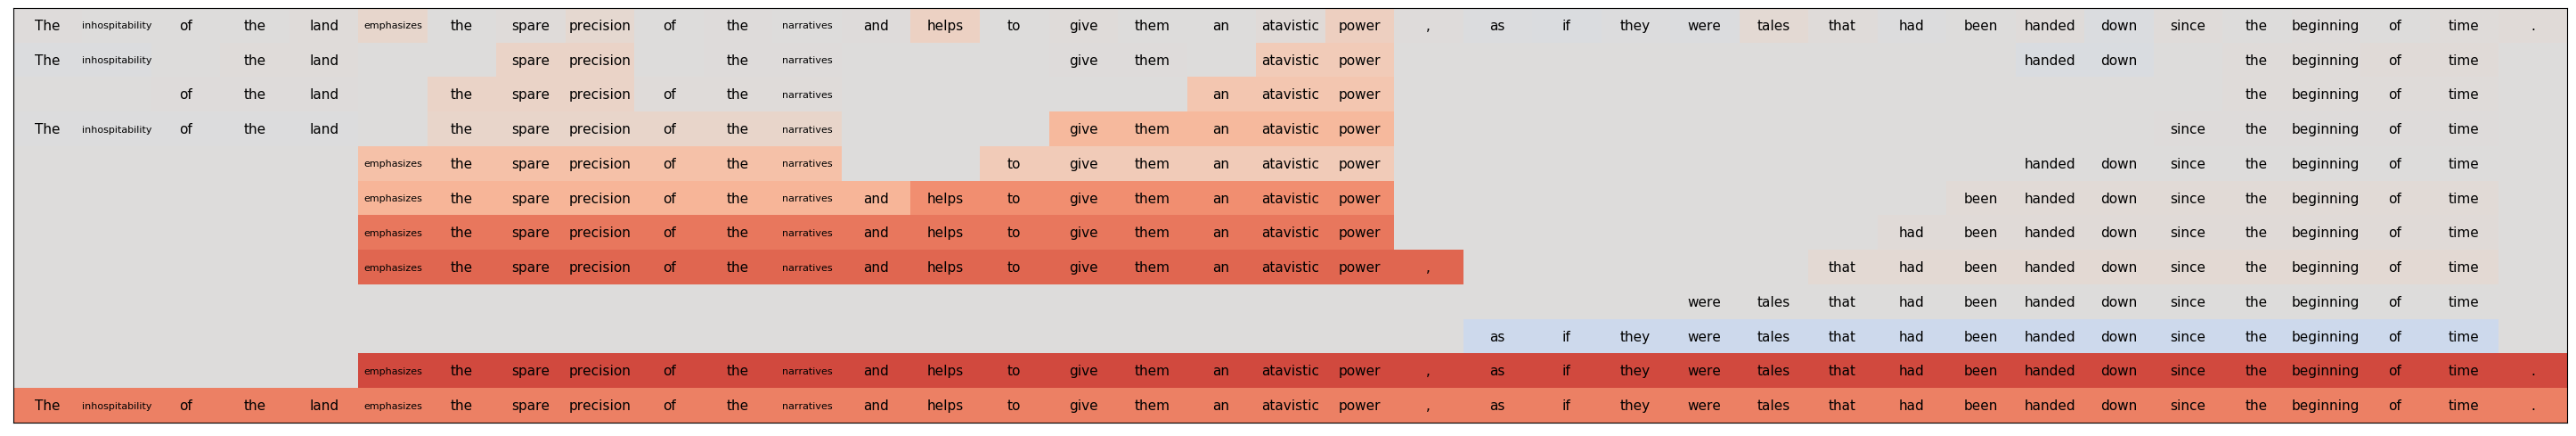 The inhospitability of the land emphasizes the spare precision of the narratives and helps to give them an atavistic power , as if they were tales that had been handed down since the beginning of time .
The inhospitability the land spare precision the narratives give them atavistic power handed down the beginning of time
of the land the spare precision of the narratives an atavistic power the beginning of time
The inhospitability of the land the spare precision of the narratives give them an atavistic power since the beginning of time
emphasizes the spare precision of the narratives to give them an atavistic power handed down since the beginning of time
emphasizes the spare precision of the narratives and helps to give them an atavistic power been handed down since the beginning of time
emphasizes the spare precision of the narratives and helps to give them an atavistic power had been handed down since the beginning of time
emphasizes the spare precision of the narratives and helps to give them an atavistic power , that had been handed down since the beginning of time
were tales that had been handed down since the beginning of time
as if they were tales that had been handed down since the beginning of time
emphasizes the spare precision of the narratives and helps to give them an atavistic power , as if they were tales that had been handed down since the beginning of time .
The inhospitability of the land emphasizes the spare precision of the narratives and helps to give them an atavistic power , as if they were tales that had been handed down since the beginning of time .